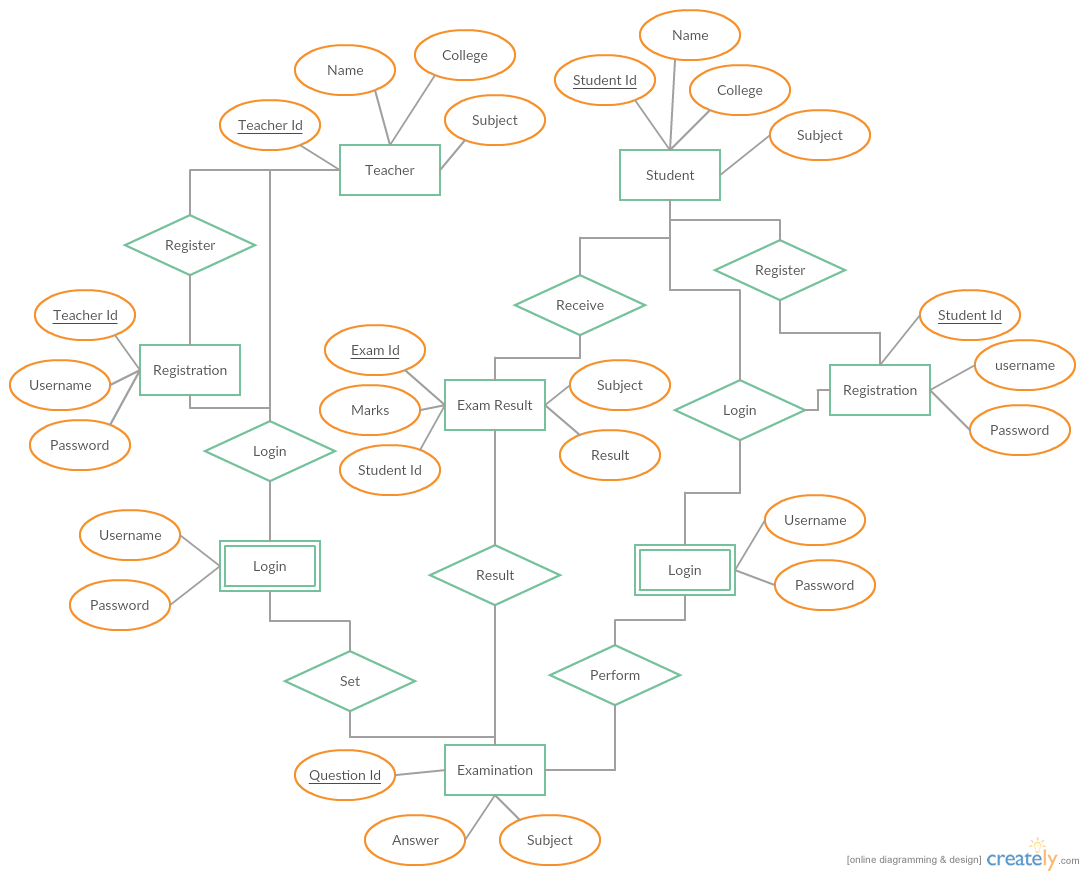 Name
College
Name
Student Id
College
Teacher Id
Subject
Subject
Teacher
Student
Register
Register
Receive
Teacher Id
Student Id
Exam Id
Username
Registration
username
Subject
Marks
Exam Result
Login
Registration
Password
Login
Student Id
Result
Password
Username
Username
Login
Result
Login
Password
Password
Set
Perform
Question Id
Examination
Answer
Subject
[online diagramming & design] creately.com